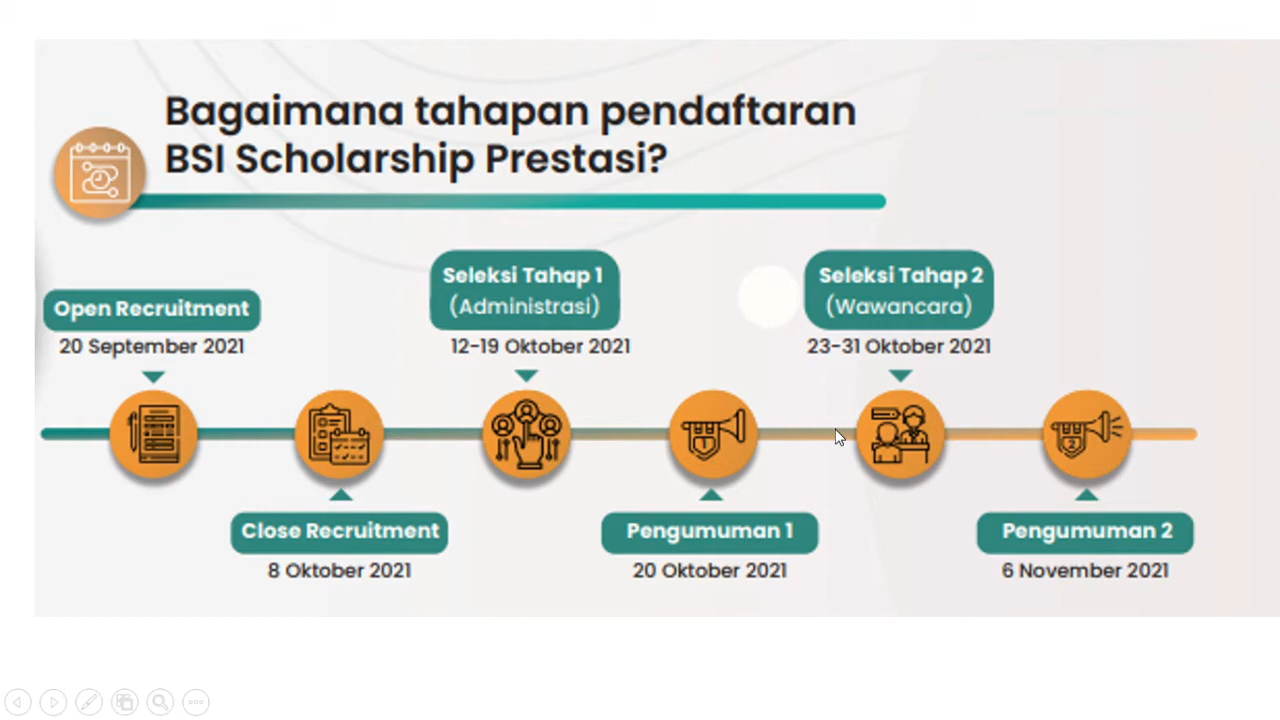 Bagaimana tahapan pendaftaran
BSI Scholarship Prestasi?
Open Recruitment
20 September 2021
Close Recruitment
8 Oktober 2021
Seleksi Tahap 1
(Administrasi)
12-19 Oktober 2021
1
Pengumuman 1
20 Oktober 2021
Seleksi Tahap 2
(Wawancara)
23-31 Oktober 2021
2
Pengumuman 2
6 November 2021